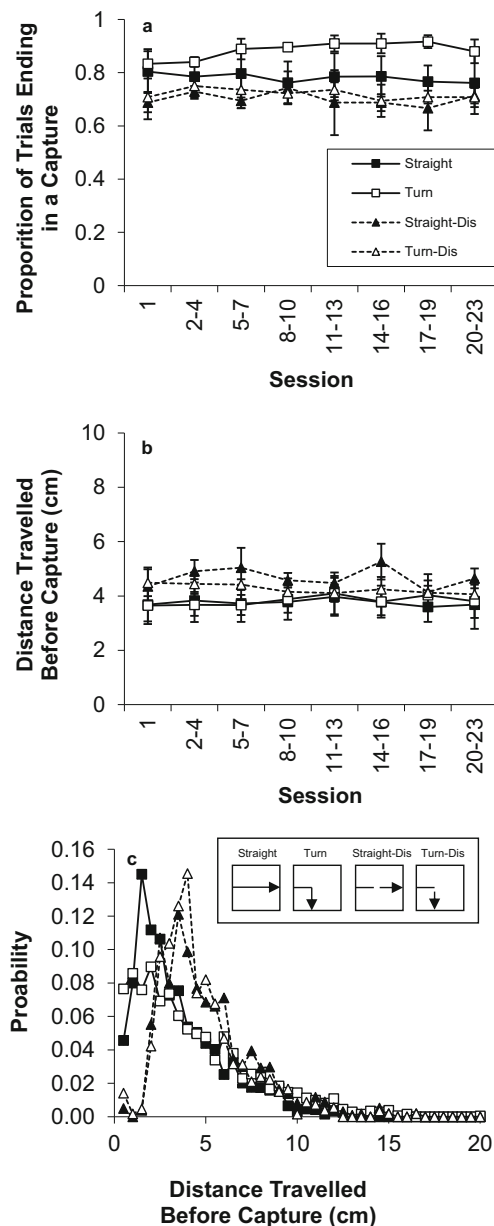 a
Proporition of Trials Ending
in a Capture
1
0.8
0.6
0.4
0.2
0
Straight
Turn
Straight-Dis
Turn-Dis
1
2-4
5-7
8-10
11-13
14-16
17-19
20-23
Session
b
Distance Travelled
Before Capture (cm)
10
8
6
4
2
0
1
2-4
5-7
8-10
11-13
14-16
17-19
20-23
Session
c
Proability
0.16
0.14
0.12
0.10
0.08
0.06
0.04
0.02
0.00
Straight Turn Straight-Dis Turn-Dis
0 5 10 15 20
Distance Travelled
Before Capture (cm)